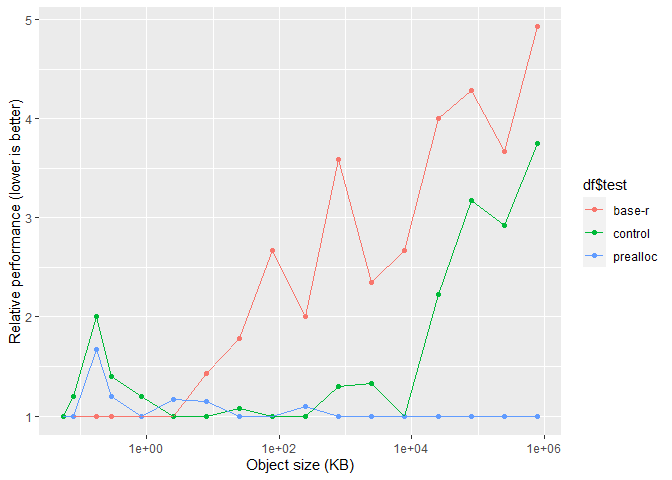 Relative performance (lower is better)
5
4
3
2
1
1e+00
1e+02
1e+04
1e+06
Object size (KB)
df$test
base-r
control
prealloc